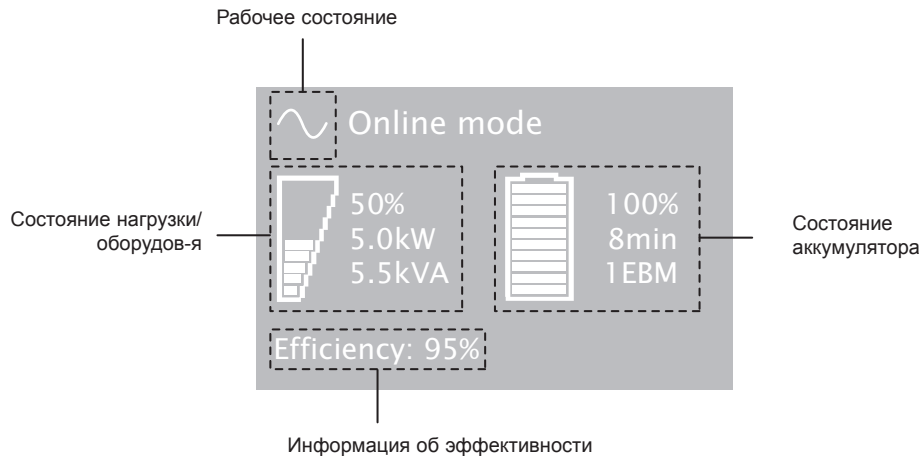 Рабочее состояние
Online mode
Состояние нагрузки/
оборудов-я
50%
5.0kW
5.5kVA
100%
8min
1EBM
Состояние
аккумулятора
Efficiency: 95%
Информация об эффективности